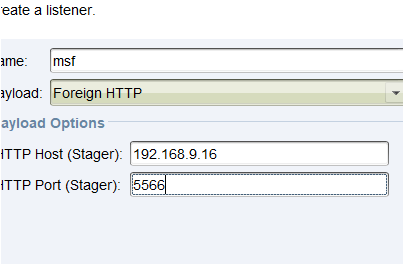 reate a listener.
ame: msf
ayload: Foreign HTTP
ayload Options
HTTP Host (Stager): 192.168.9.16
HTTP Port (Stager): 5566